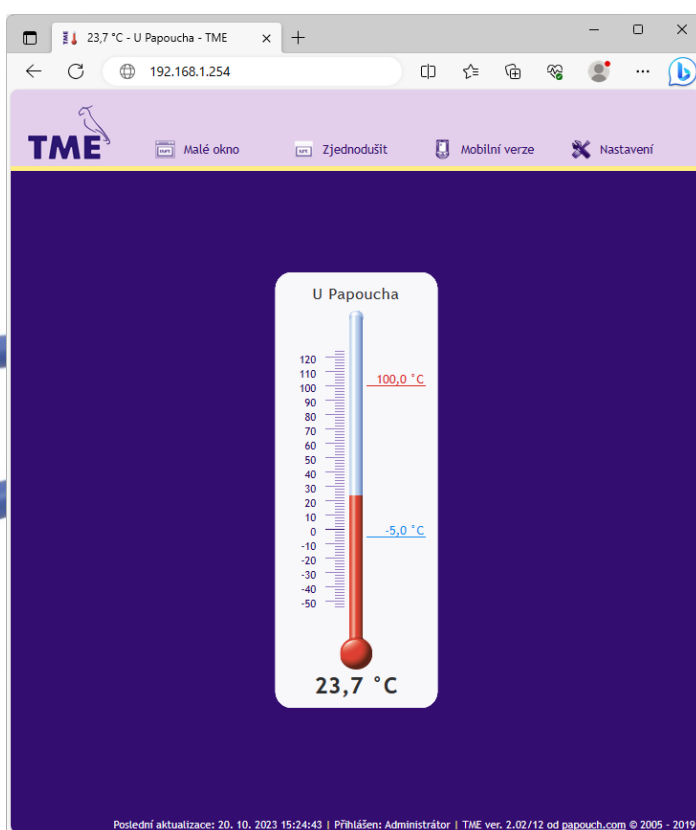 TME 23,7 °C - U Papoucha - TME
192.168.1.254
TME Malé okno Zjednodušit Mobilní verze Nastavení
U Papoucha
120
110
100,0 °C
100
90
80
70
60
50
40
30
20
10
0
-5,0 °C
-10
-20
-30
-40
-50
23,7 °C
Poslední aktualizace: 20. 10. 2023 15:24:43 | Přihlášen: Administrátor | TME ver. 2.02/12 od papouch.com © 2005 - 2019